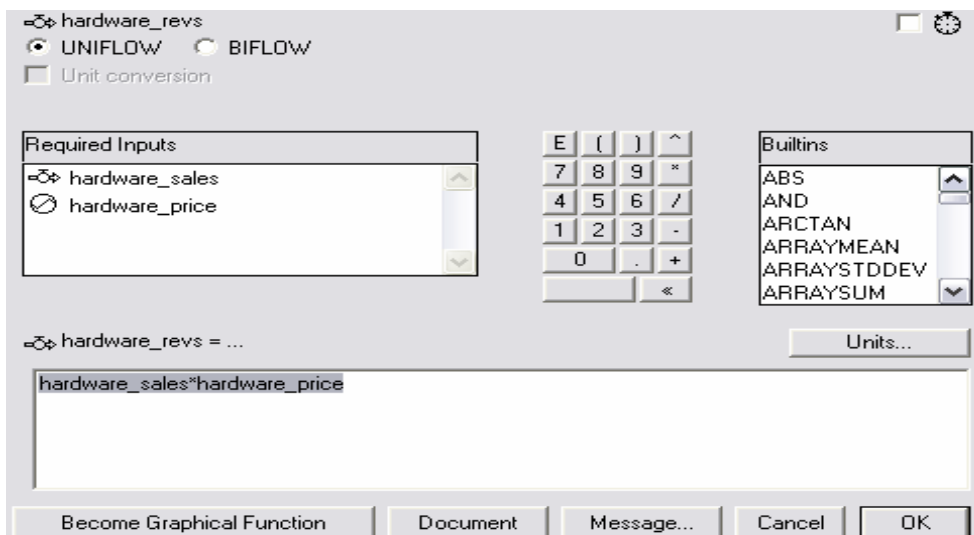 hardware_revs
UNIFLOW BIFLOW
Unit conversion
Required Inputs
hardware_sales
hardware_price
E ( ) ^
7 8 9 *
4 5 6 /
1 2 3 -
0 . +
«
Builtins
ABS
AND
ARCTAN
ARRAYMEAN
ARRAYSTDDEV
ARRAYSUM
hardware_revs = ...
Units...
hardware_sales*hardware_price
Become Graphical Function Document Message... Cancel OK